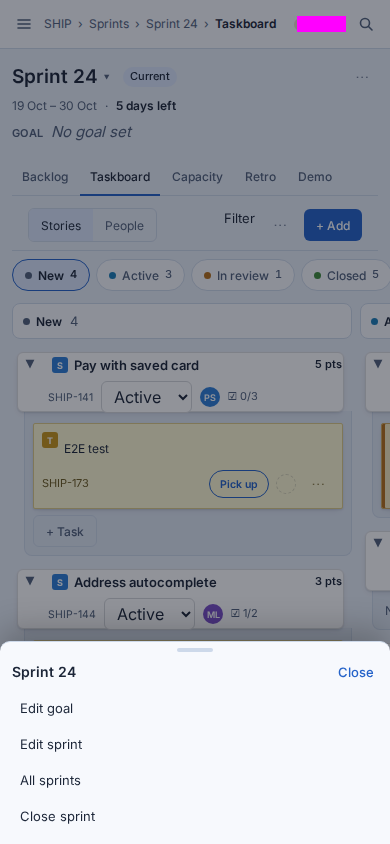 SHIP › Sprints › Sprint 24 › Taskboard
Sprint 24 ▾ Current ···
19 Oct – 30 Oct · 5 days left
GOAL No goal set
Backlog Taskboard Capacity Retro Demo
Stories People Filter ··· + Add
New 4 Active 3 In review 1 Closed 5
New 4 A
▼ S Pay with saved card 5 pts
SHIP-141 Active PS ☑ 0/3
T E2E test
SHIP-173 Pick up ···
+ Task
▼ S Address autocomplete 3 pts
SHIP-144 Active ML ☑ 1/2
Sprint 24 Close
Edit goal
Edit sprint
All sprints
Close sprint